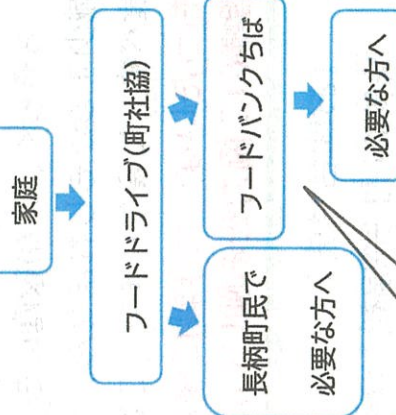 家庭
フードドライブ(町社協)
長柄町民で
必要な方へ
フードバンクちば
必要な方へ